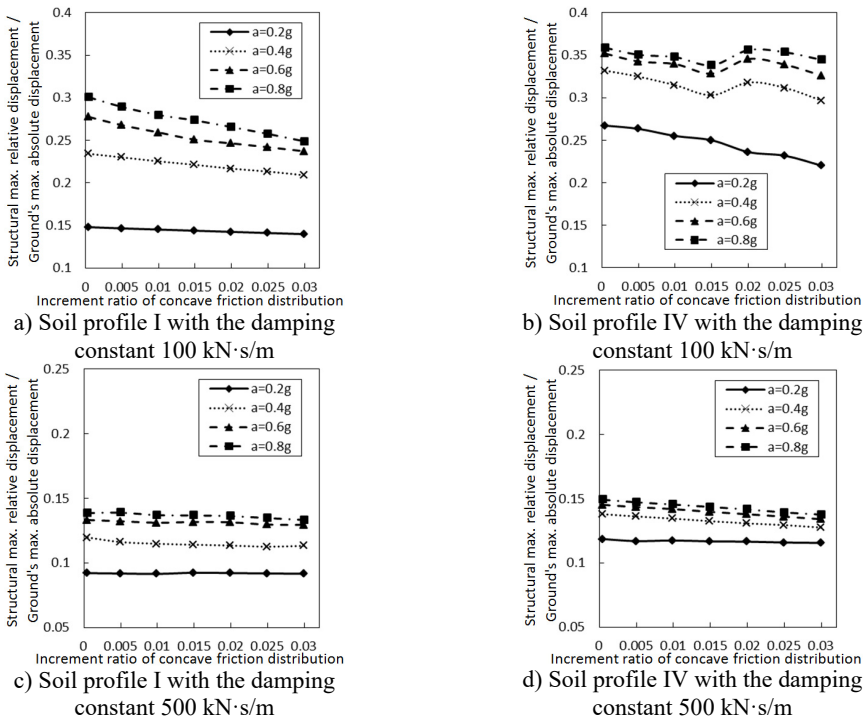 Structural max. relative displacement /
Ground's max. absolute displacement
0.4
0.35
0.3
0.25
0.2
0.15
0.1
a=0.2g
a=0.4g
a=0.6g
a=0.8g
0 0.005 0.01 0.015 0.02 0.025 0.03
Increment ratio of concave friction distribution
a) Soil profile I with the damping
constant 100 kN·s/m
Structural max. relative displacement /
Ground's max. absolute displacement
0.4
0.35
0.3
0.25
0.2
0.15
0.1
a=0.2g
a=0.4g
a=0.6g
a=0.8g
0 0.005 0.01 0.015 0.02 0.025 0.03
Increment ratio of concave friction distribution
b) Soil profile IV with the damping
constant 100 kN·s/m
Structural max. relative displacement /
Ground's max. absolute displacement
0.25
0.2
0.15
0.1
0.05
a=0.2g
a=0.4g
a=0.6g
a=0.8g
0 0.005 0.01 0.015 0.02 0.025 0.03
Increment ratio of concave friction distribution
c) Soil profile I with the damping
constant 500 kN·s/m
Structural max. relative displacement /
Ground's max. absolute displacement
0.25
0.2
0.15
0.1
0.05
a=0.2g
a=0.4g
a=0.6g
a=0.8g
0 0.005 0.01 0.015 0.02 0.025 0.03
Increment ratio of concave friction distribution
d) Soil profile IV with the damping
constant 500 kN·s/m